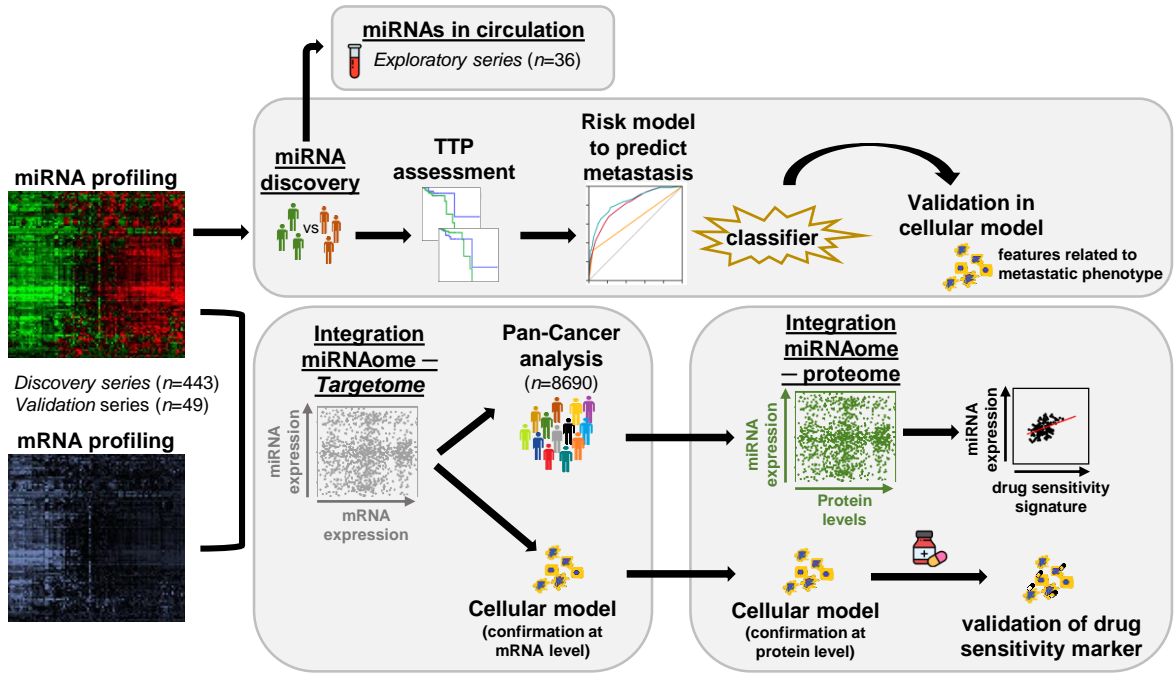 miRNAs in circulation
Exploratory series (n=36)
miRNA profiling
Discovery series (n=443)
Validation series (n=49)
mRNA profiling
miRNA
discovery
vs
TTP
assessment
Risk model
to predict
metastasis
classifier
Validation in
cellular model
features related to
metastatic phenotype
Integration
miRNAome —
Targetome
miRNA
expression
mRNA
expression
Pan-Cancer
analysis
(n=8690)
Cellular model
(confirmation at
mRNA level)
Integration
miRNAome
— proteome
miRNA
expression
Protein
levels
miRNA
expression
drug sensitivity
signature
Cellular model
(confirmation at
protein level)
validation of drug
sensitivity marker